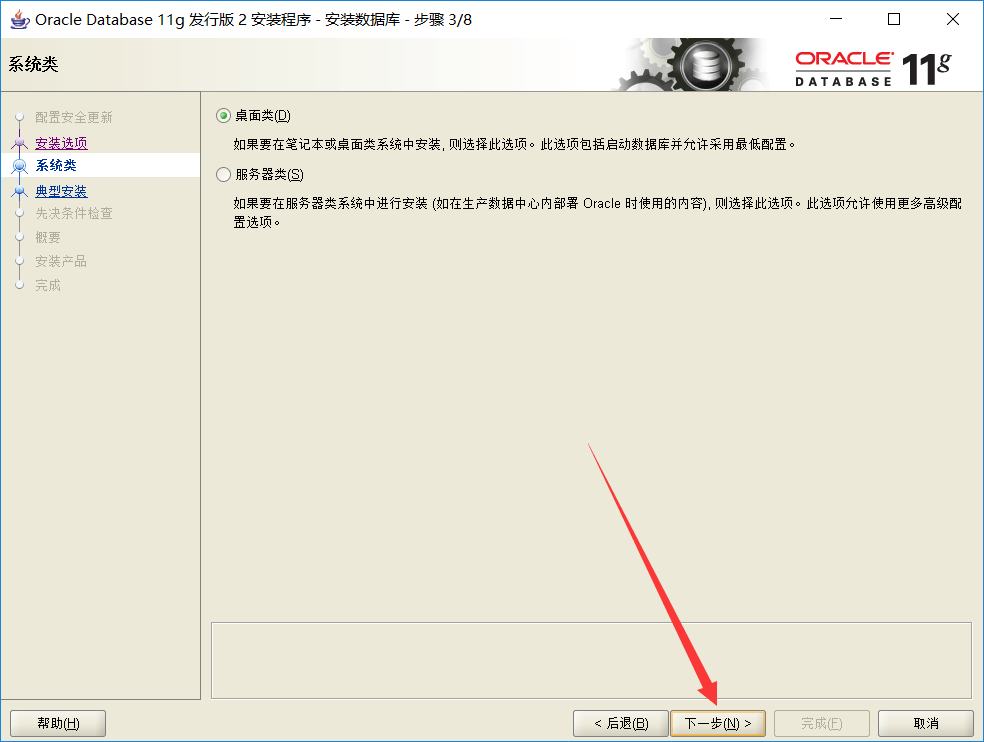 Oracle Database 11g 发行版 2 安装程序 - 安装数据库 - 步骤 3/8
系统类
ORACLE
DATABASE
11g
配置安全更新
安装选项
系统类
典型安装
先决条件检查
概要
安装产品
完成
桌面类(D)
如果要在笔记本或桌面类系统中安装, 则选择此选项。此选项包括启动数据库并允许采用最低配置。
服务器类(S)
如果要在服务器类系统中进行安装 (如在生产数据中心内部署 Oracle 时使用的内容), 则选择此选项。此选项允许使用更多高级配
置选项。
帮助(H)
< 后退(B)
下一步(N) >
完成(F)
取消